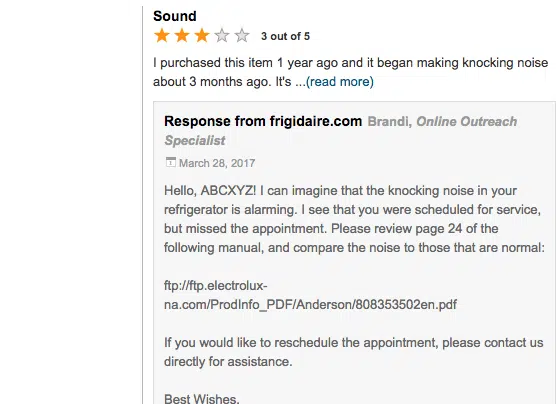 Sound
3 out of 5
I purchased this item 1 year ago and it began making knocking noise
about 3 months ago. It's ...(read more)
Response from frigidaire.com Brandi, Online Outreach
Specialist
March 28, 2017
Hello, ABCXYZ! I can imagine that the knocking noise in your
refrigerator is alarming. I see that you were scheduled for service,
but missed the appointment. Please review page 24 of the
following manual, and compare the noise to those that are normal:
ftp://ftp.electrolux-
na.com/ProdInfo_PDF/Anderson/808353502en.pdf
If you would like to reschedule the appointment, please contact us
directly for assistance.
Best Wishes,